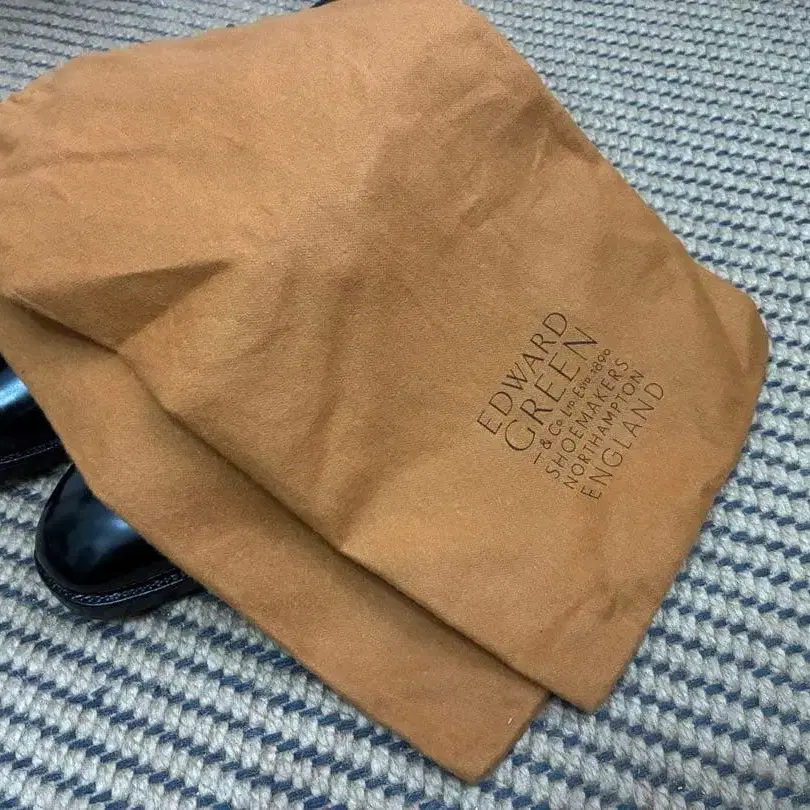 EDWARD
GREEN
& Co Ltd Estd 1890
SHOEMAKERS
NORTHAMPTON
ENGLAND